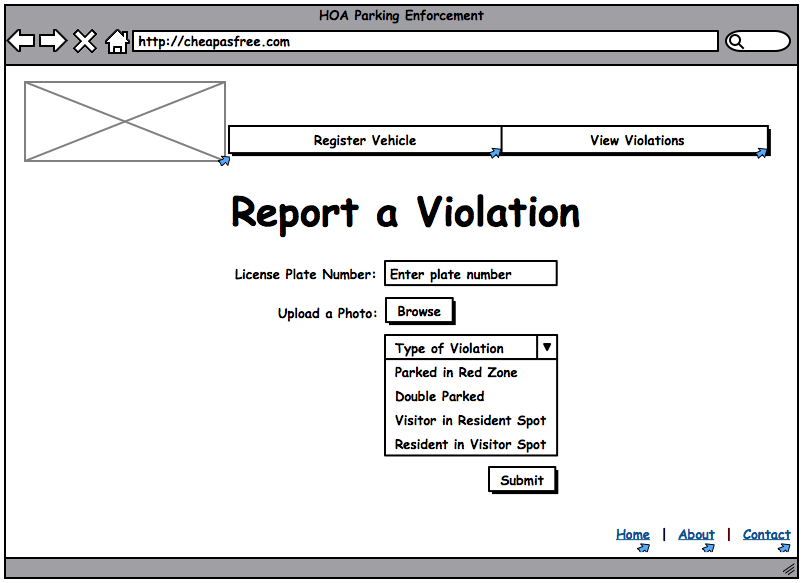 HOA Parking Enforcement
http://cheapasfree.com
Register Vehicle View Violations
Report a Violation
License Plate Number: Enter plate number
Upload a Photo: Browse
Type of Violation
Parked in Red Zone
Double Parked
Visitor in Resident Spot
Resident in Visitor Spot
Submit
Home | About | Contact